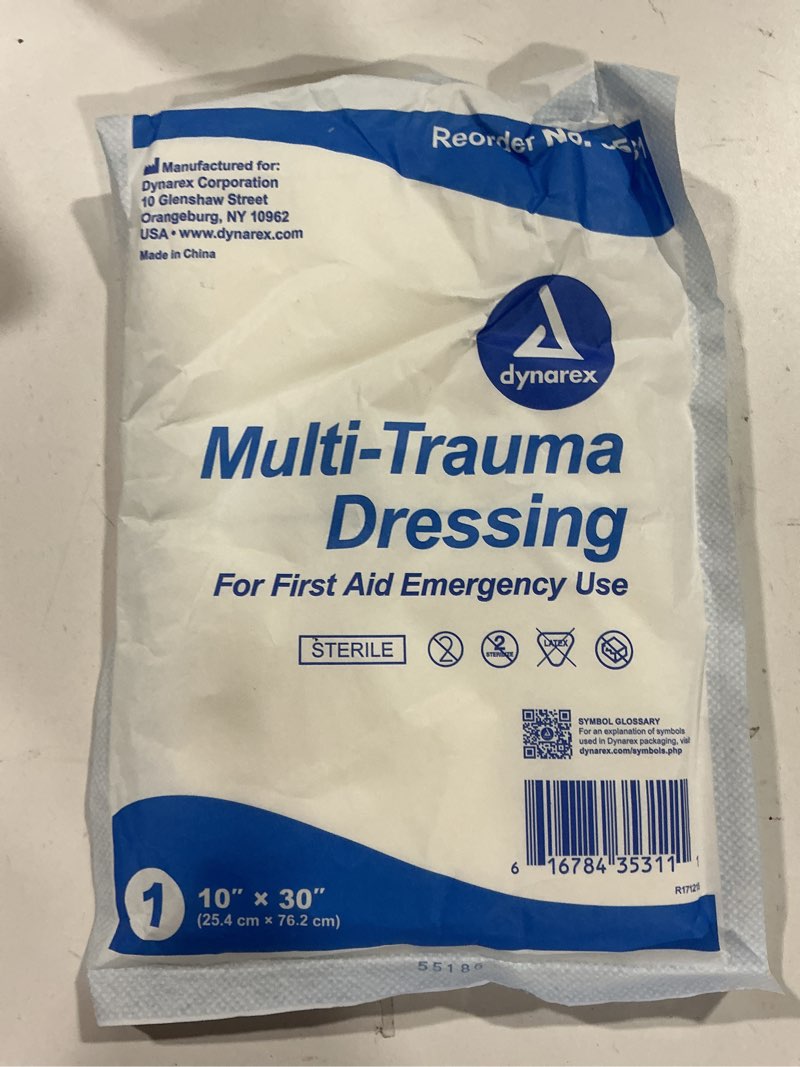 Reorder No.
Manufactured for:
Dynarex Corporation
10 Glenshaw Street
Orangeburg, NY 10962
USA • www.dynarex.com
Made in China
dynarex
Multi-Trauma
Dressing
For First Aid Emergency Use
STERILE
2
2
STERILIZE
LATEX
SYMBOL GLOSSARY
For an explanation of symbols
used in Dynarex packaging, visit
dynarex.com/symbols.php
6 16784 35311 1
1
10" × 30"
(25.4 cm × 76.2 cm)